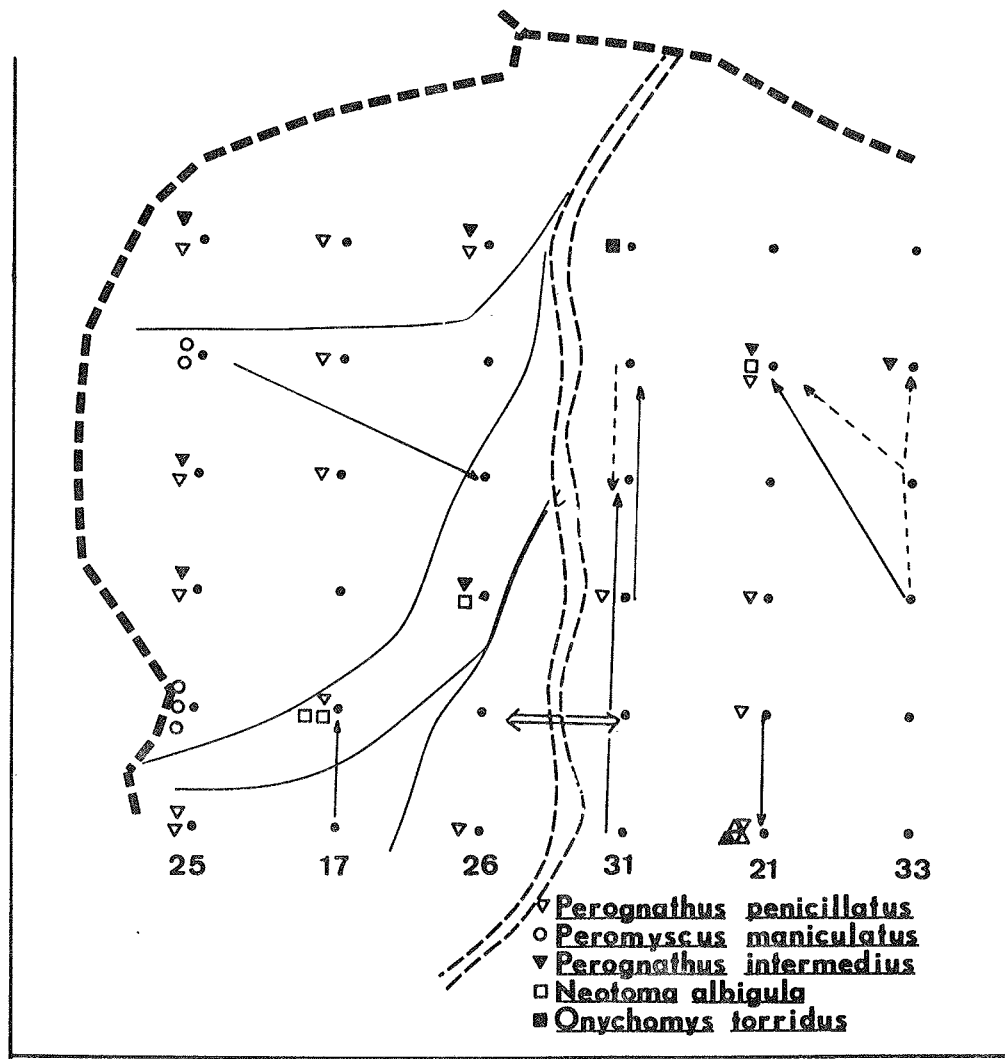 25 17 26 31 21 33
Perognathus penicillatus
Peromyscus maniculatus
Perognathus intermedius
Neotoma albigula
Onychomys torridus